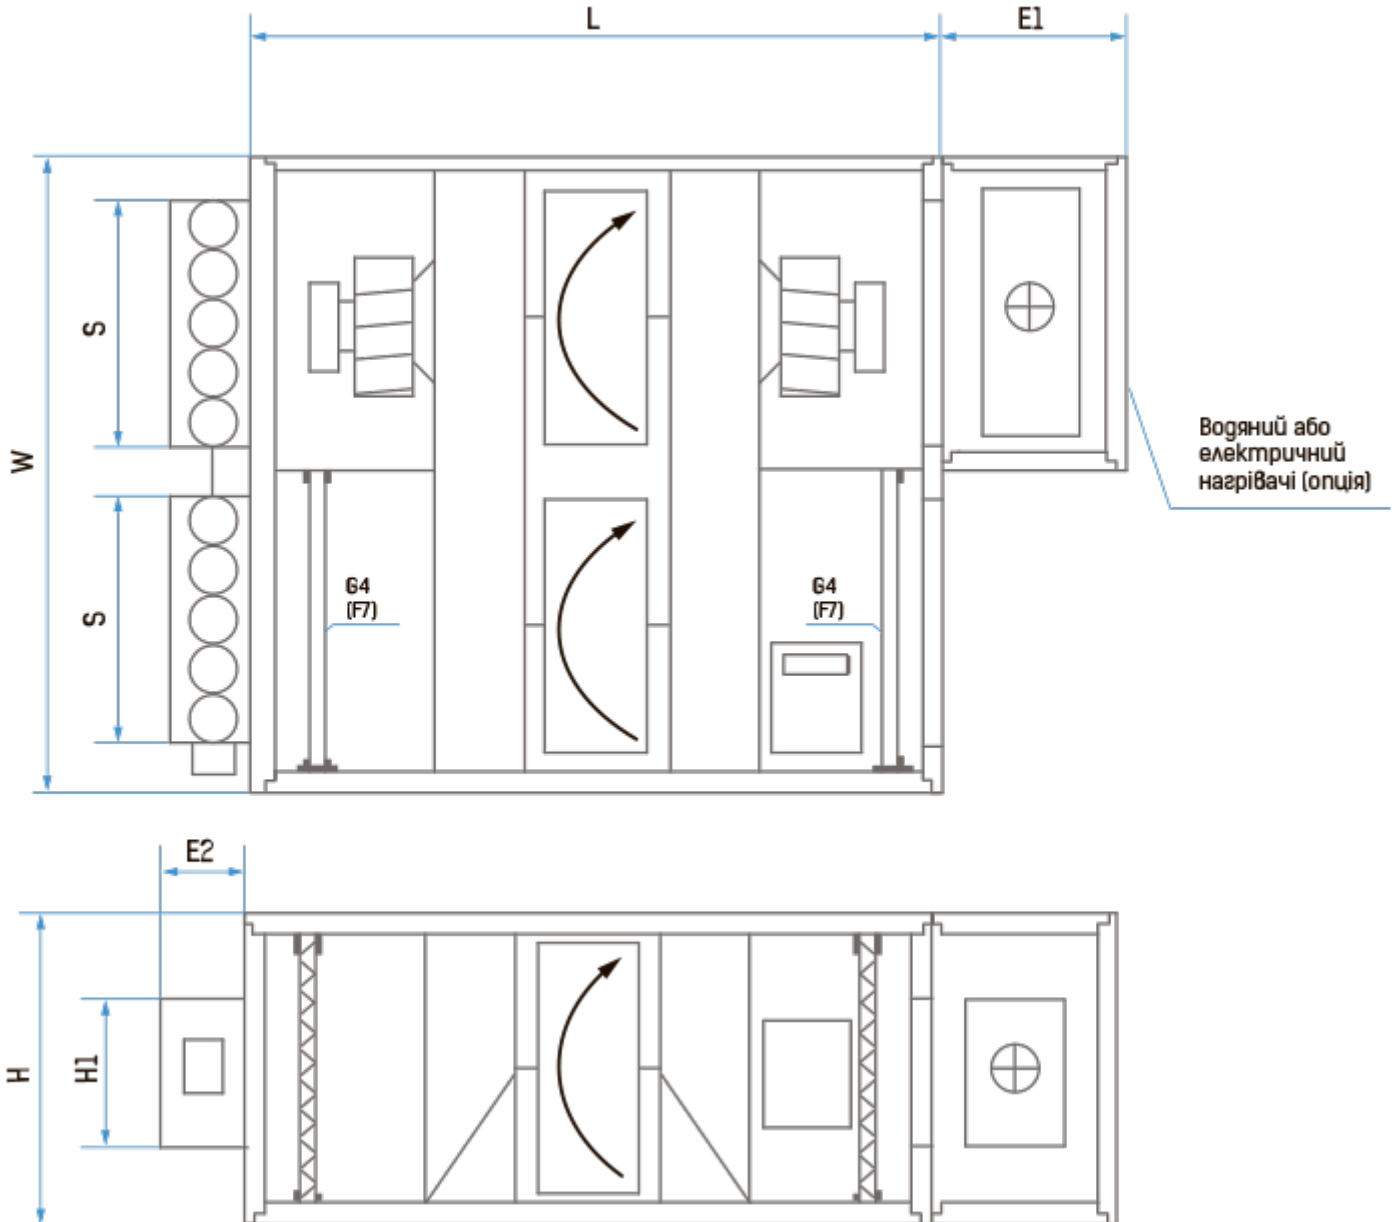 L
E1
S
W
Водяний або
електричний
нагрівачі (опція)
S
G4
(F7)
G4
(F7)
E2
H
H1